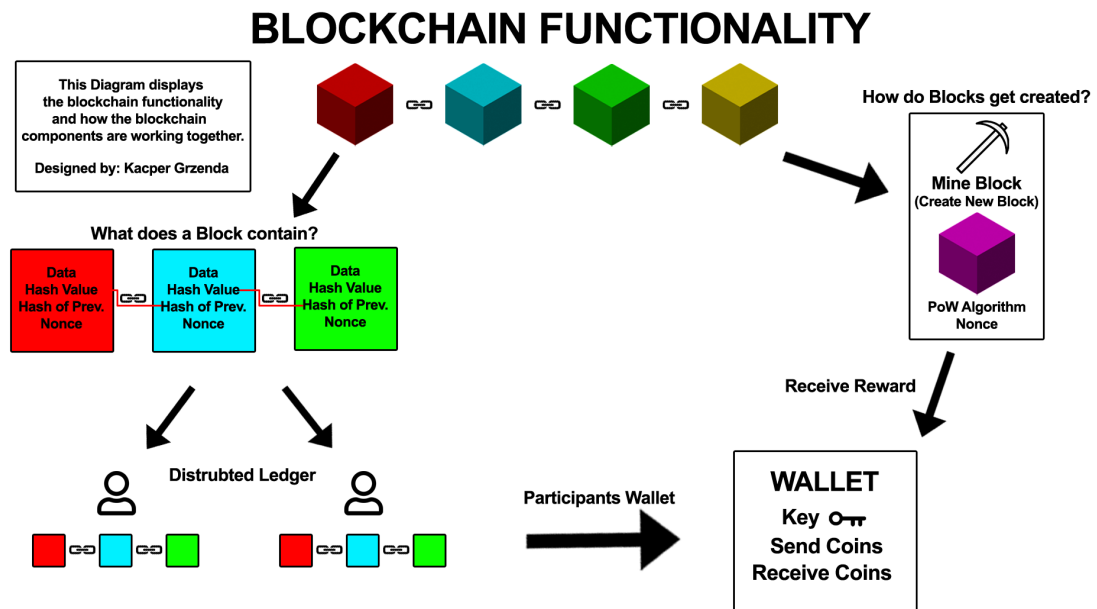 BLOCKCHAIN FUNCTIONALITY
This Diagram displays
the blockchain functionality
and how the blockchain
components are working together.
Designed by: Kacper Grzenda
How do Blocks get created?
Mine Block
(Create New Block)
PoW Algorithm
Nonce
What does a Block contain?
Data
Hash Value
Hash of Prev.
Nonce
Data
Hash Value
Hash of Prev.
Nonce
Data
Hash Value
Hash of Prev.
Nonce
Receive Reward
Distrubted Ledger
Participants Wallet
WALLET
Key
Send Coins
Receive Coins